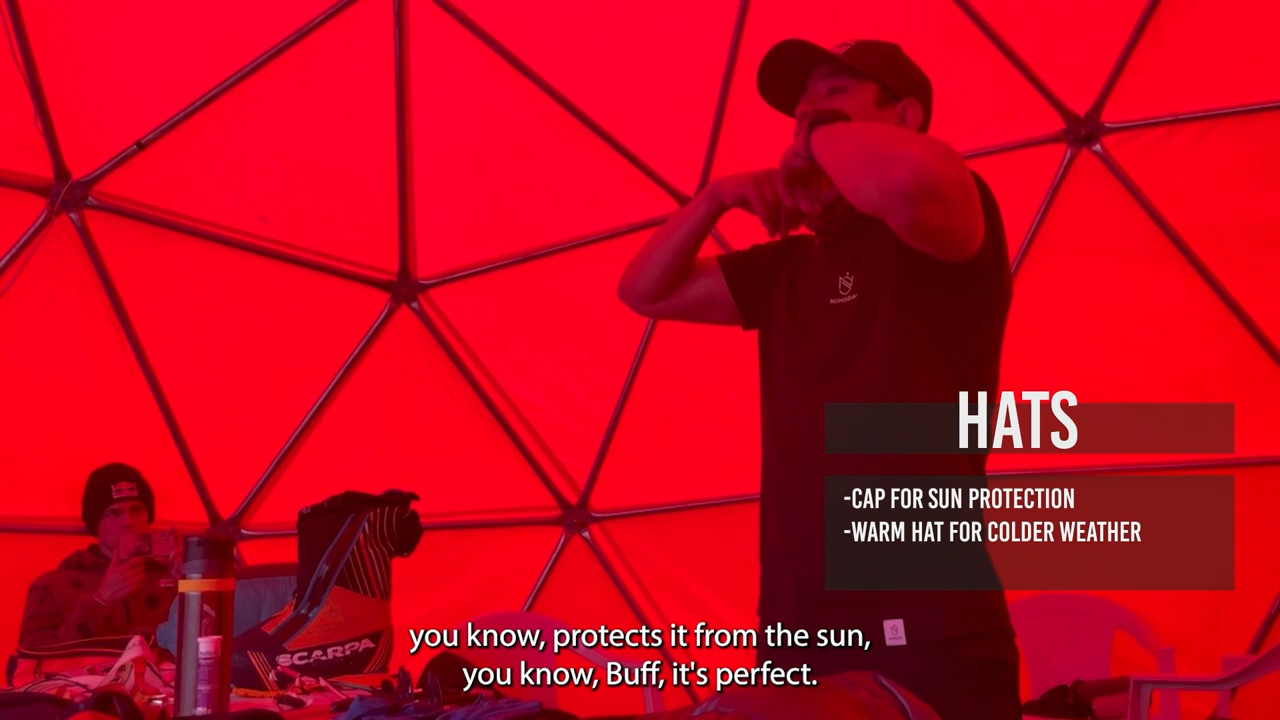 NIMSDAI
HATS
-CAP FOR SUN PROTECTION
-WARM HAT FOR COLDER WEATHER
SCARPA
you know, protects it from the sun,
you know, Buff, it's perfect.